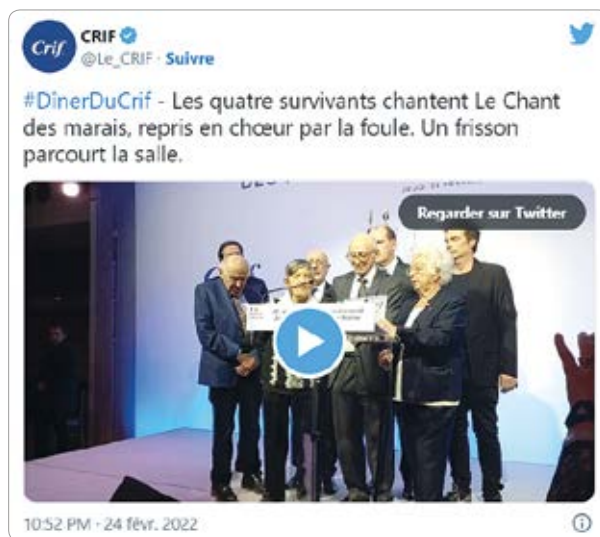 Crif
CRIF
@Le_CRIF · Suivre
#DînerDuCrif - Les quatre survivants chantent Le Chant
des marais, repris en chœur par la foule. Un frisson
parcourt la salle.
Regarder sur Twitter
10:52 PM · 24 févr. 2022